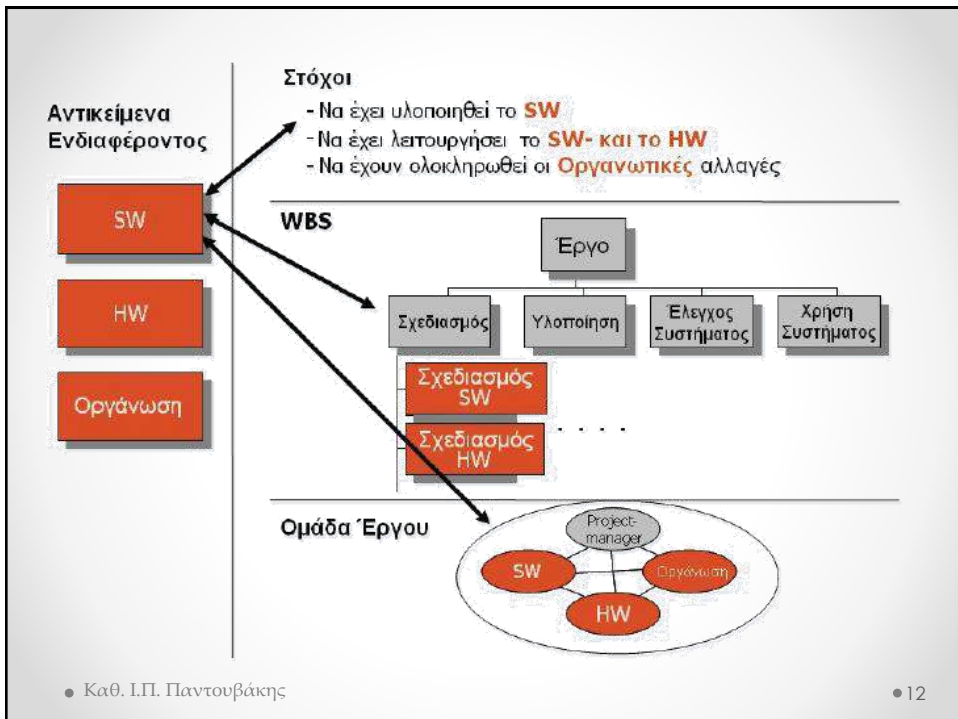 Αντικείμενα
Ενδιαφέροντος
SW
HW
Οργάνωση
Στόχοι
- Να έχει υλοποιηθεί το SW
- Να έχει λειτουργήσει το SW- και το HW
- Να έχουν ολοκληρωθεί οι Οργανωτικές αλλαγές
WBS
Έργο
Σχεδιασμός
Υλοποίηση
Έλεγχος
Συστήματος
Χρήση
Συστήματος
Σχεδιασμός
SW
Σχεδιασμός
HW
. . . .
Ομάδα Έργου
Project-
manager
SW
Οργάνωση
HW
• Καθ. Ι.Π. Παντουβάκης
• 12